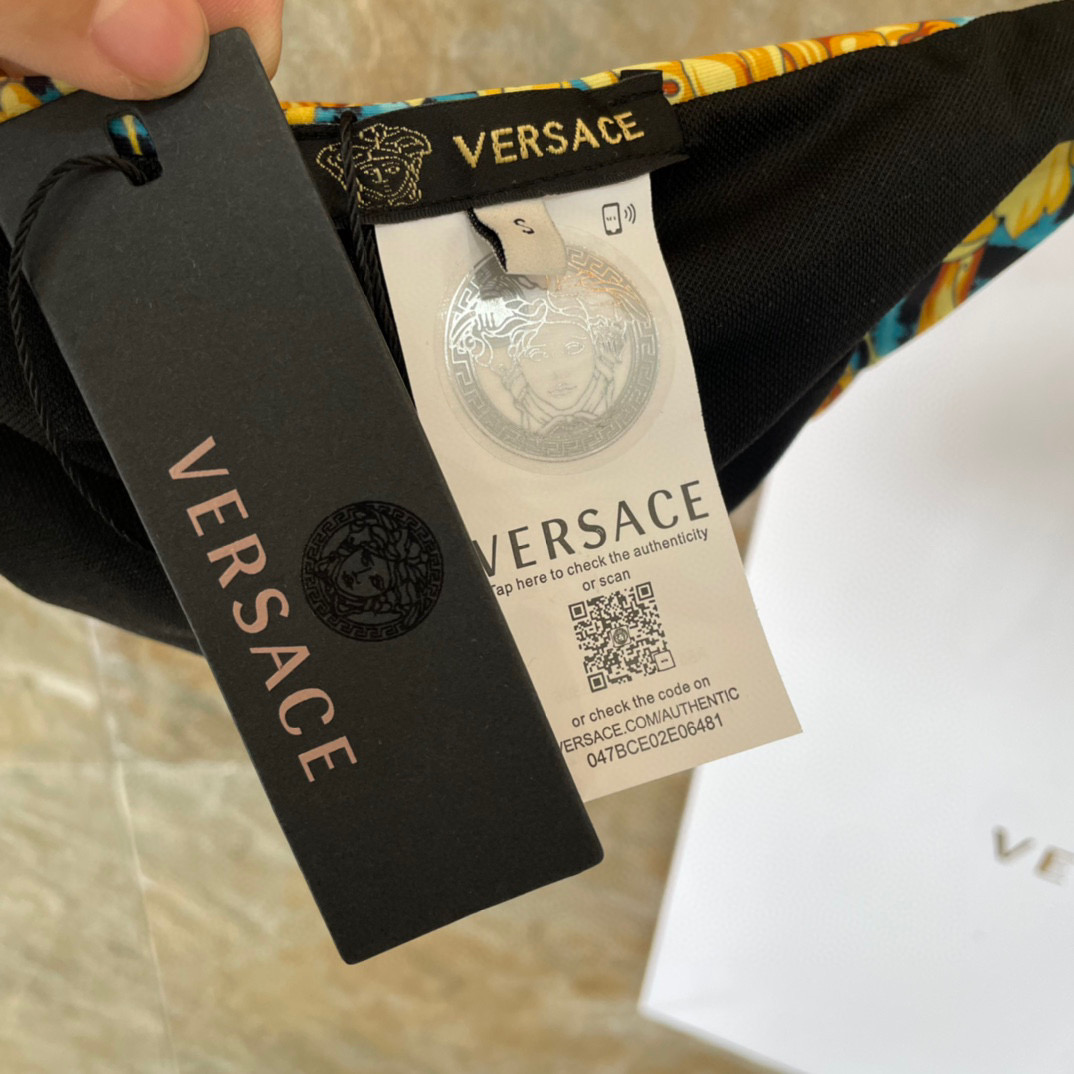 VERSACE
S
VERSACE
Tap here to check the authenticity
or scan
or check the code on
VERSACE.COM/AUTHENTIC
047BCE02E06481
VERSACE
VE